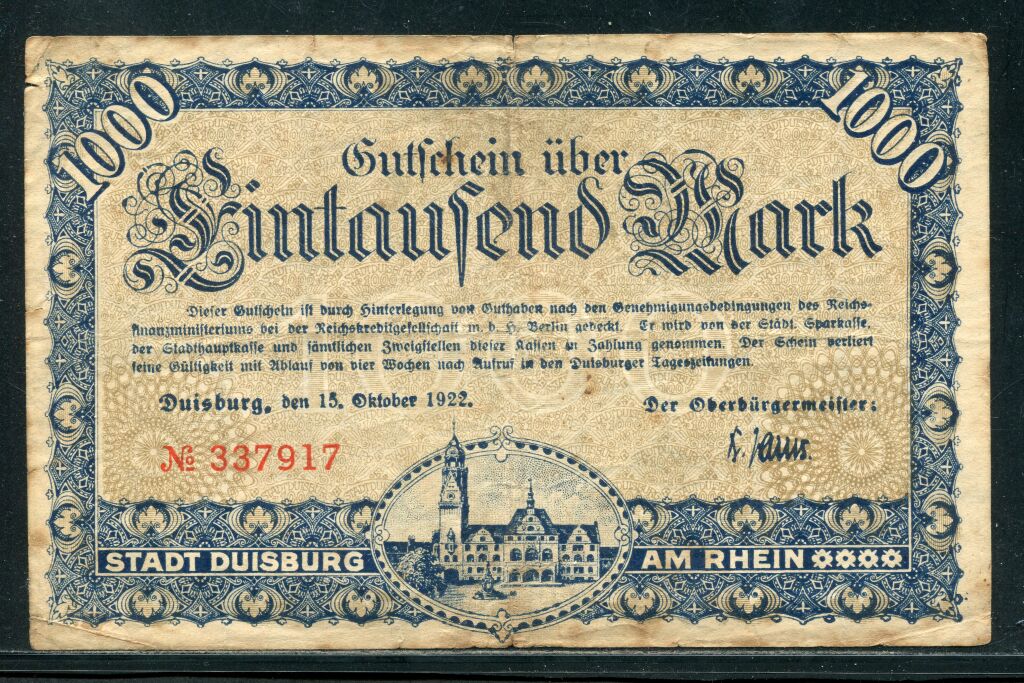 1000 1000
Gutschein über
Eintausend Mark
Dieser Gutschein ist durch Hinterlegung von Guthaben nach den Genehmigungsbedingungen des Reichs-
finanzministeriums bei der Reichskreditgesellschaft m. b. H. Berlin gedeckt. Er wird von der Städt. Sparkasse,
der Stadthauptkasse und sämtlichen Zweigstellen dieser Kassen in Zahlung genommen. Der Schein verliert
seine Gültigkeit mit Ablauf von vier Wochen nach Aufruf in den Duisburger Tageszeitungen.
Duisburg, den 15. Oktober 1922. Der Oberbürgermeister:
№ 337917
STADT DUISBURG AM RHEIN